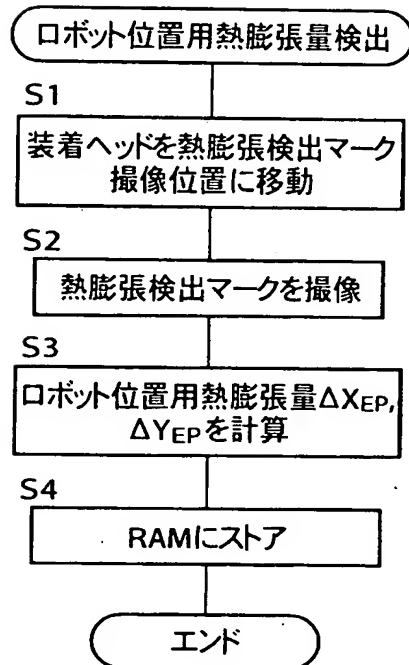 ロボット位置用熱膨張量検出
S1
装着ヘッドを熱膨張検出マーク
撮像位置に移動
S2
熱膨張検出マークを撮像
S3
ロボット位置用熱膨張量ΔXEP,
ΔYEPを計算
S4
RAMにストア
エンド